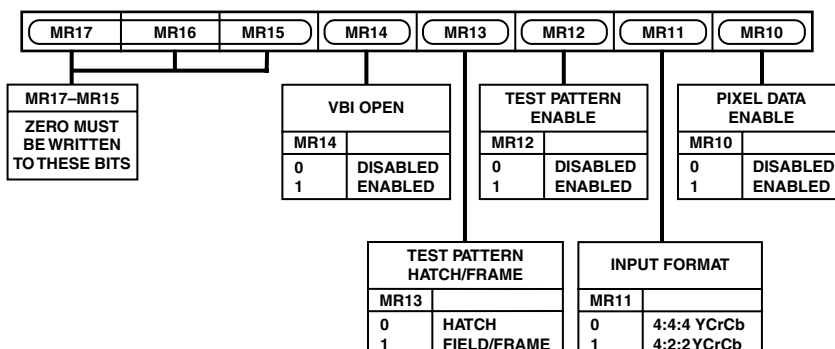 MR17 MR16 MR15 MR14 MR13 MR12 MR11 MR10
MR17–MR15
ZERO MUST
BE WRITTEN
TO THESE BITS
VBI OPEN
MR14
0 DISABLED
1 ENABLED
TEST PATTERN
ENABLE
MR12
0 DISABLED
1 ENABLED
PIXEL DATA
ENABLE
MR10
0 DISABLED
1 ENABLED
TEST PATTERN
HATCH/FRAME
MR13
0 HATCH
1 FIELD/FRAME
INPUT FORMAT
MR11
0 4:4:4 YCrCb
1 4:2:2 YCrCb